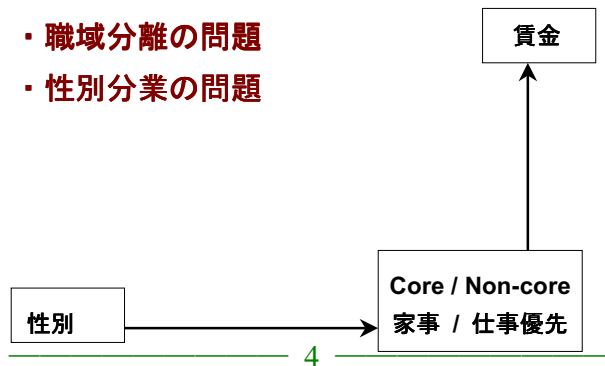 ・職域分離の問題
・性別分業の問題
賃金
Core / Non-core
家事 / 仕事優先
性別
4